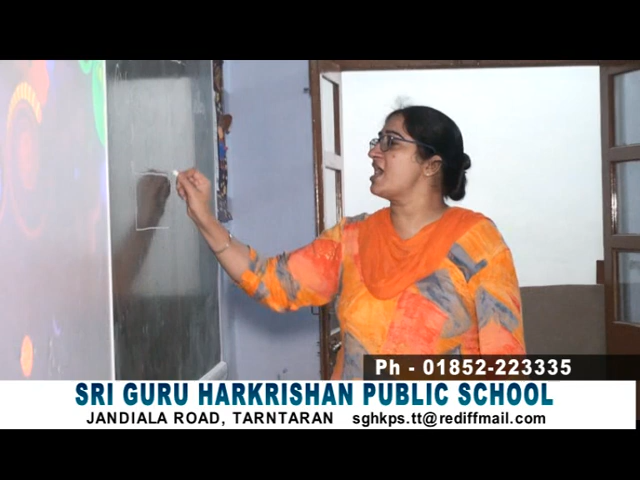 Ph - 01852-223335
SRI GURU HARKRISHAN PUBLIC SCHOOL
JANDIALA ROAD, TARNTARAN sghkps.tt@rediffmail.com